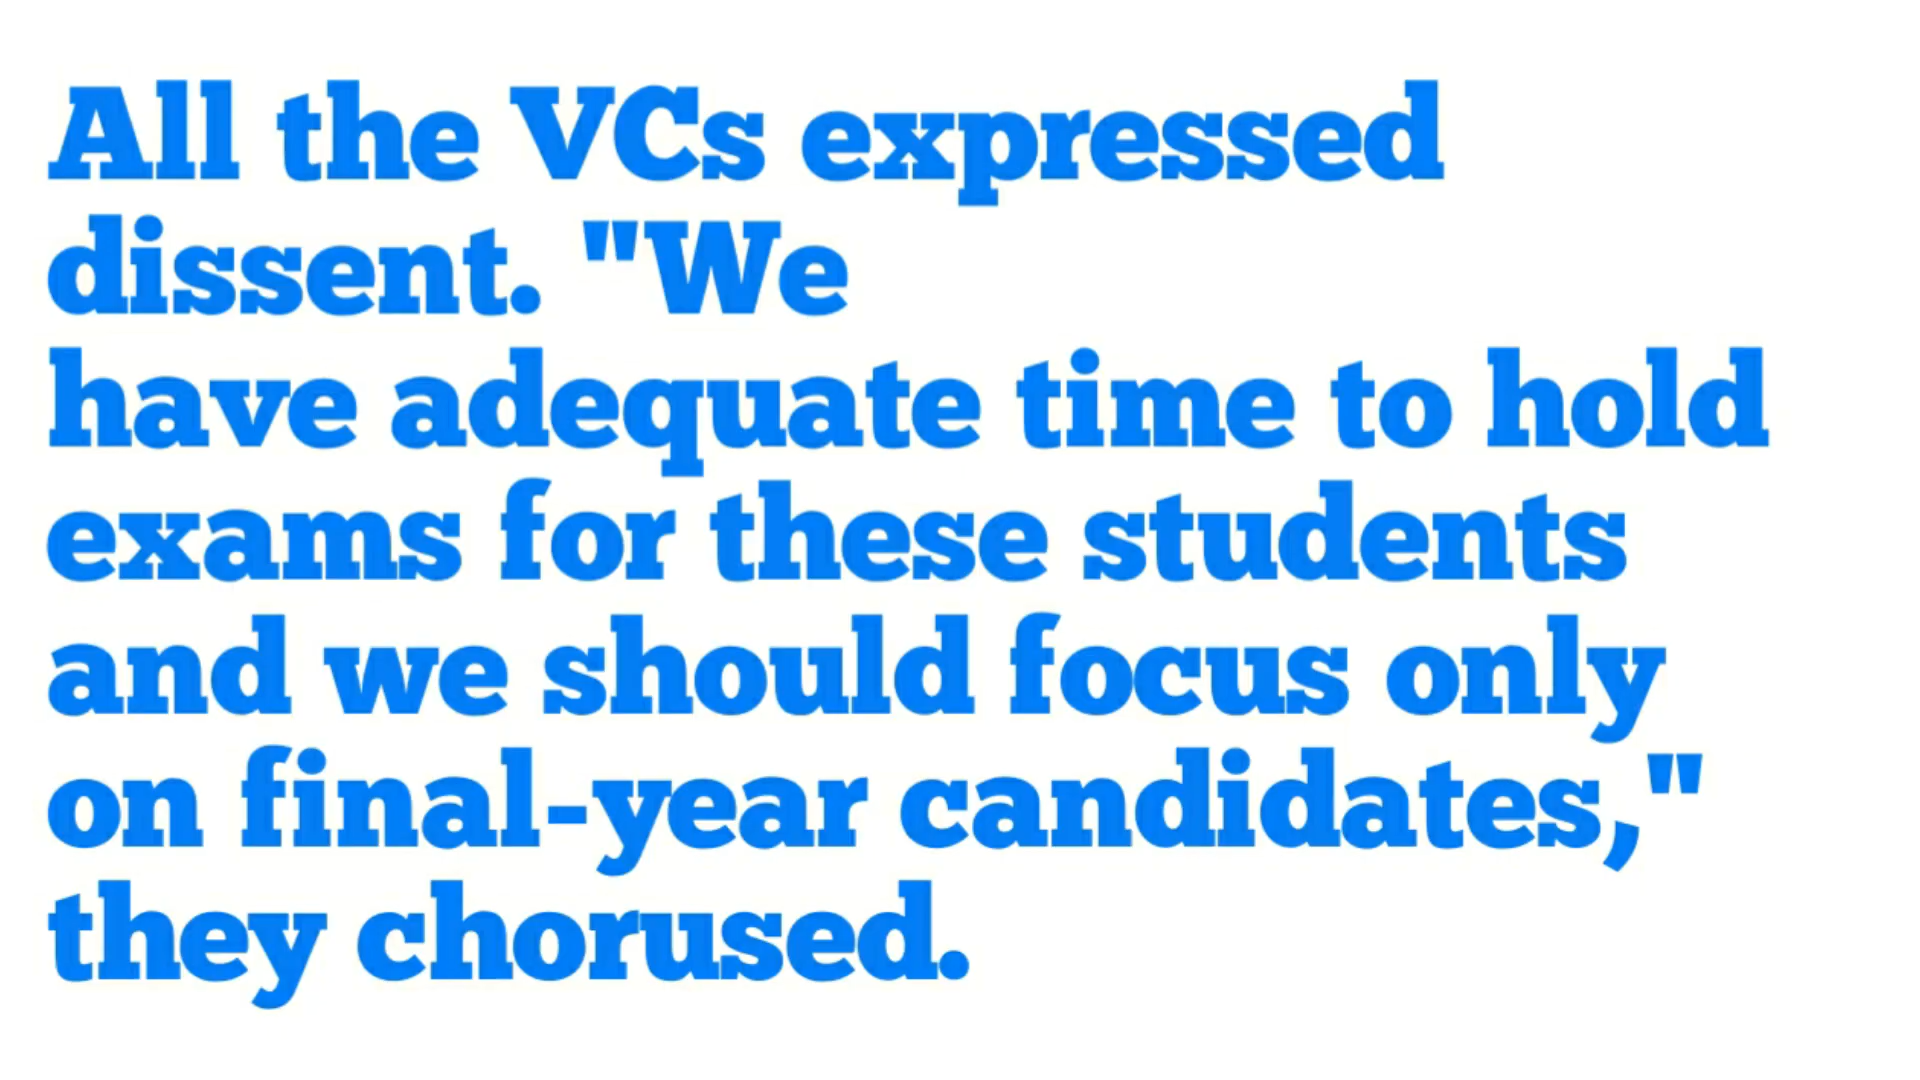 All the VCs expressed
dissent. "We
have adequate time to hold
exams for these students
and we should focus only
on final-year candidates,"
they chorused.